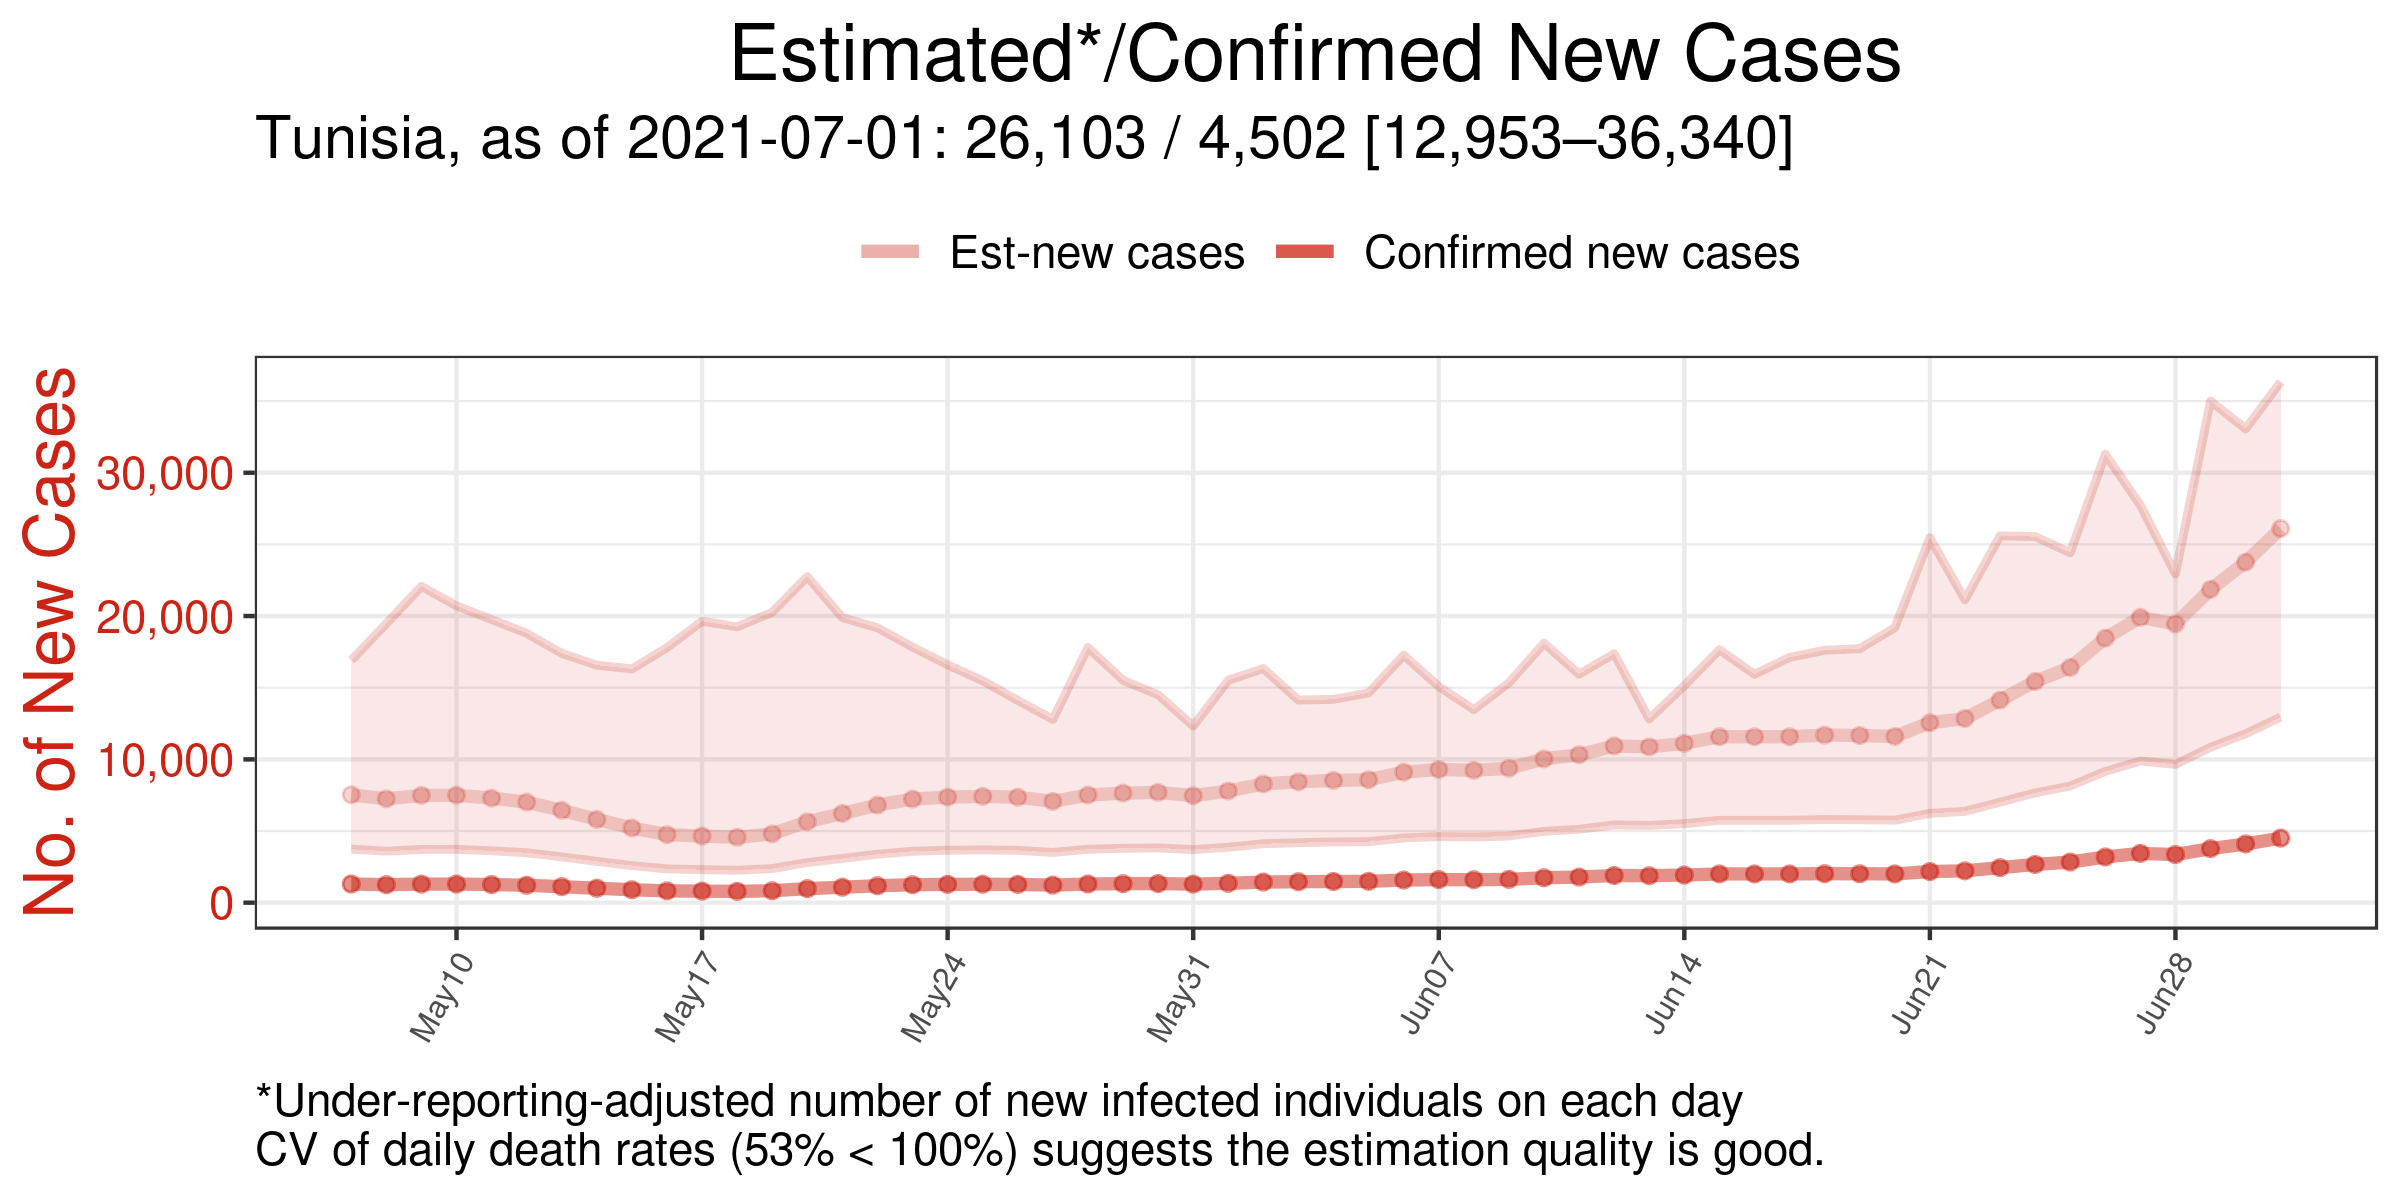 Estimated*/Confirmed New Cases
Tunisia, as of 2021-07-01: 26,103 / 4,502 [12,953–36,340]
Est-new cases Confirmed new cases
No. of New Cases
30,000
20,000
10,000
0
May10 May17 May24 May31 Jun07 Jun14 Jun21 Jun28
*Under-reporting-adjusted number of new infected individuals on each day
CV of daily death rates (53% < 100%) suggests the estimation quality is good.